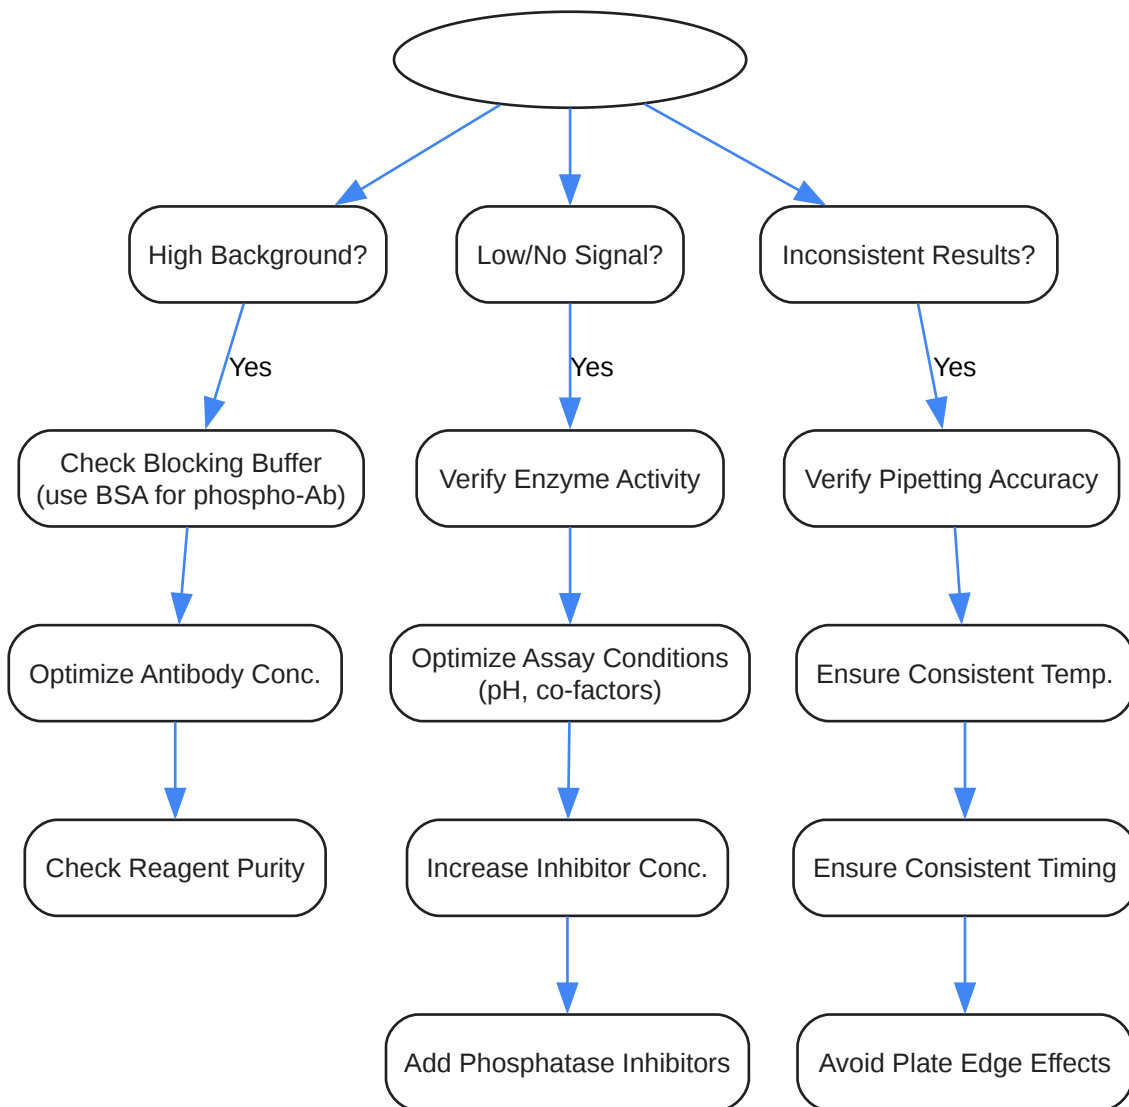 High Background?
Low/No Signal?
Inconsistent Results?
Yes
Yes
Yes
Check Blocking Buffer
(use BSA for phospho-Ab)
Verify Enzyme Activity
Verify Pipetting Accuracy
Optimize Antibody Conc.
Optimize Assay Conditions
(pH, co-factors)
Ensure Consistent Temp.
Check Reagent Purity
Increase Inhibitor Conc.
Ensure Consistent Timing
Add Phosphatase Inhibitors
Avoid Plate Edge Effects